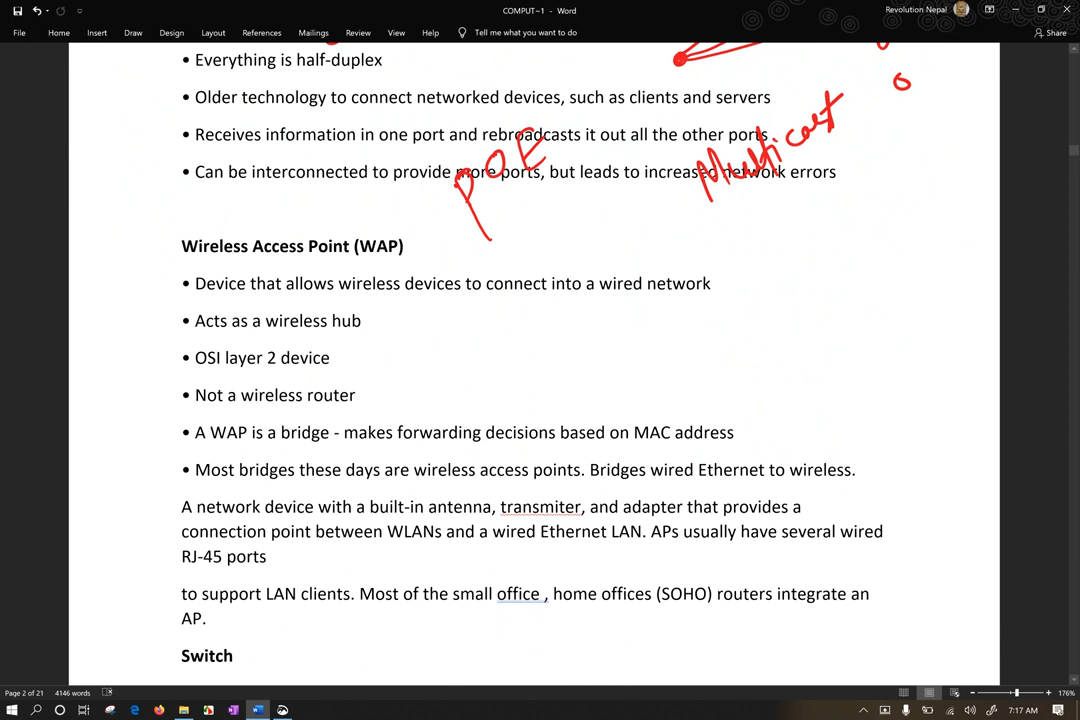 COMPUT~1 - Word
Revolution Nepal
File Home Insert Draw Design Layout References Mailings Review View Help Tell me what you want to do
Share
• Everything is half-duplex
• Older technology to connect networked devices, such as clients and servers
• Receives information in one port and rebroadcasts it out all the other ports
• Can be interconnected to provide more ports, but leads to increased network errors
POE
Multicast
Wireless Access Point (WAP)
• Device that allows wireless devices to connect into a wired network
• Acts as a wireless hub
• OSI layer 2 device
• Not a wireless router
• A WAP is a bridge - makes forwarding decisions based on MAC address
• Most bridges these days are wireless access points. Bridges wired Ethernet to wireless.
A network device with a built-in antenna, transmiter, and adapter that provides a
connection point between WLANs and a wired Ethernet LAN. APs usually have several wired
RJ-45 ports
to support LAN clients. Most of the small office , home offices (SOHO) routers integrate an
AP.
Switch
Page 2 of 21 4146 words
176%
7:17 AM